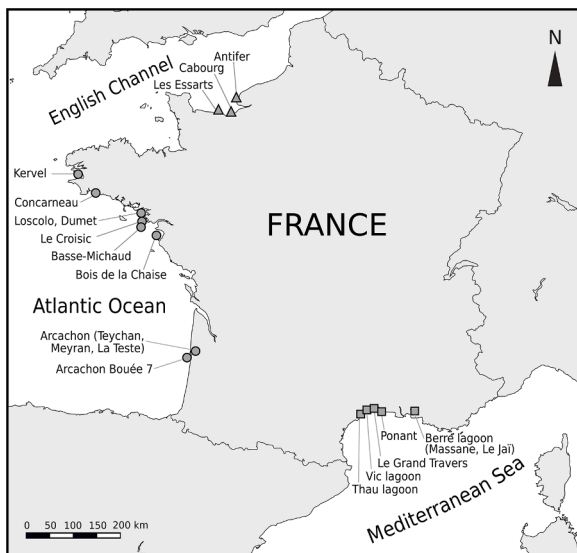 N
English Channel
Antifer
Cabourg
Les Essarts
Kervel
Concarneau
Loscolo, Dumet
Le Croisic
Basse-Michaud
Bois de la Chaise
FRANCE
Atlantic Ocean
Arcachon (Teychan,
Meyran, La Teste)
Arcachon Bouée 7
Ponant
Berre lagoon
(Massane, Le Jaï)
Le Grand Travers
Vic lagoon
Thau lagoon
Mediterranean Sea
0 50 100 150 200 km